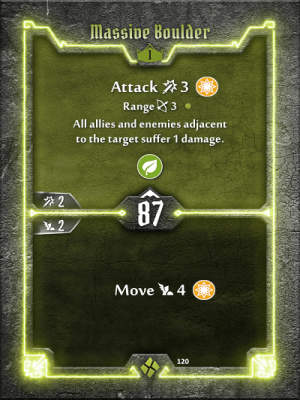 Massive Boulder
1
Attack 3
Range 3
All allies and enemies adjacent
to the target suffer 1 damage.
2
87
2
Move 4
120